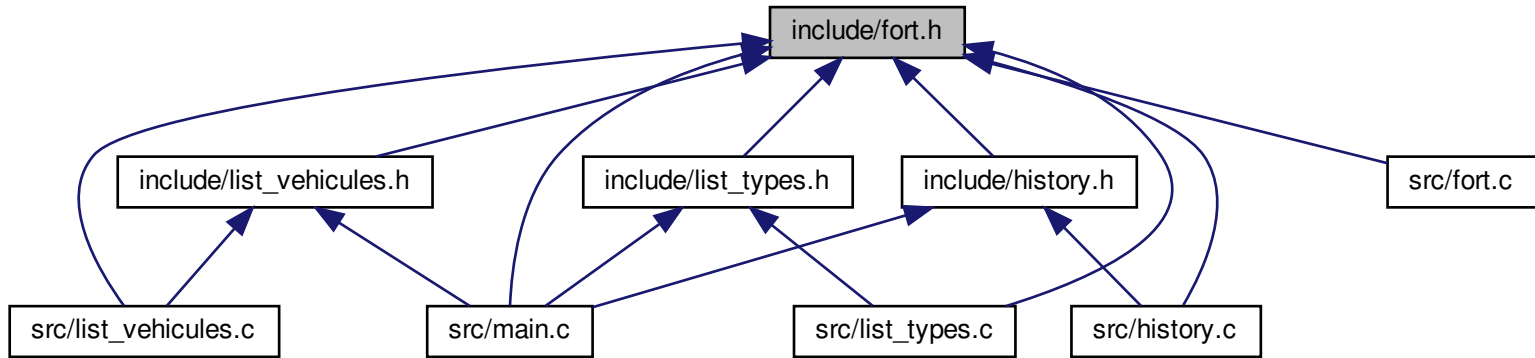 include/fort.h
include/list_vehicules.h
include/list_types.h
include/history.h
src/fort.c
src/list_vehicules.c
src/main.c
src/list_types.c
src/history.c